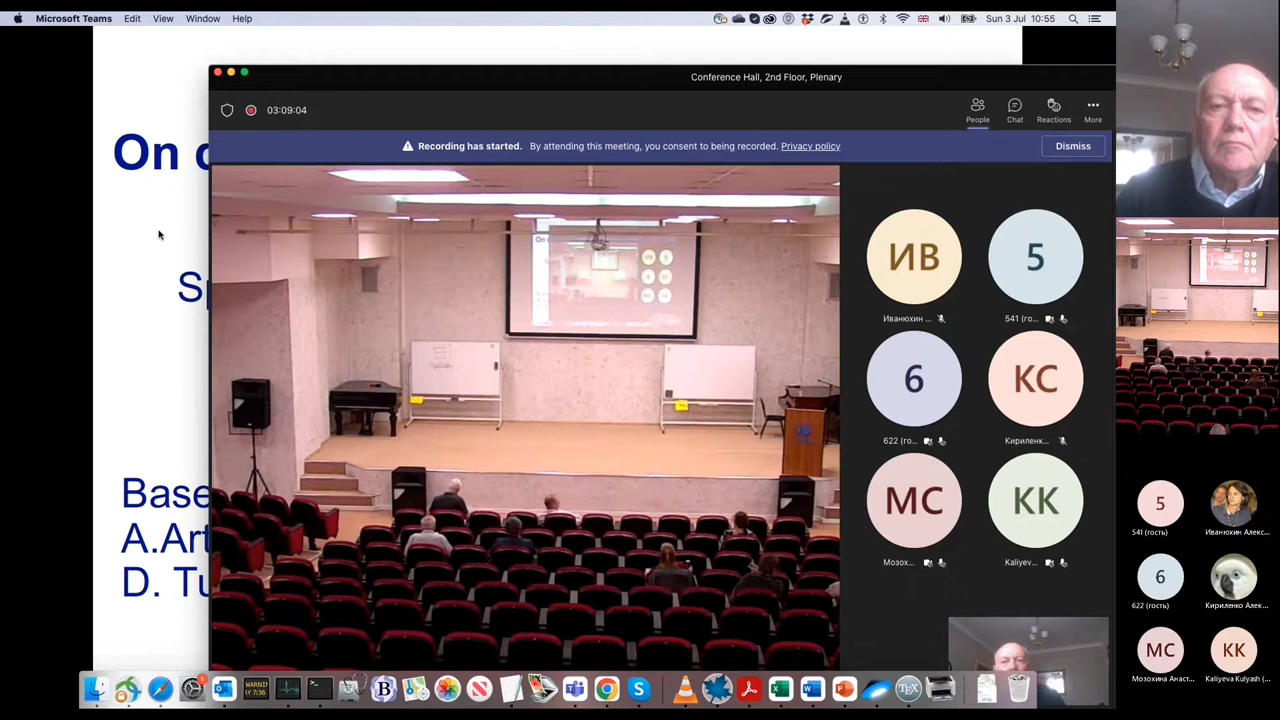 Microsoft Teams Edit View Window Help
Sun 3 Jul 10:55
Conference Hall, 2nd Floor, Plenary
03:09:04
People Chat Reactions More
Recording has started. By attending this meeting, you consent to being recorded. Privacy policy
Dismiss
On
ИВ 5
Иванюхин ... 541 (го...
6 КС
622 (го... Кириленк...
МС КК
Мозох... Kaliyev...
Base
A.Art
D. Tu
5
541 (гость) Иванюхин Алекс...
6
622 (гость) Кириленко Алек...
МС КК
Мозохина Анаст... Kaliyeva Kulyash (...